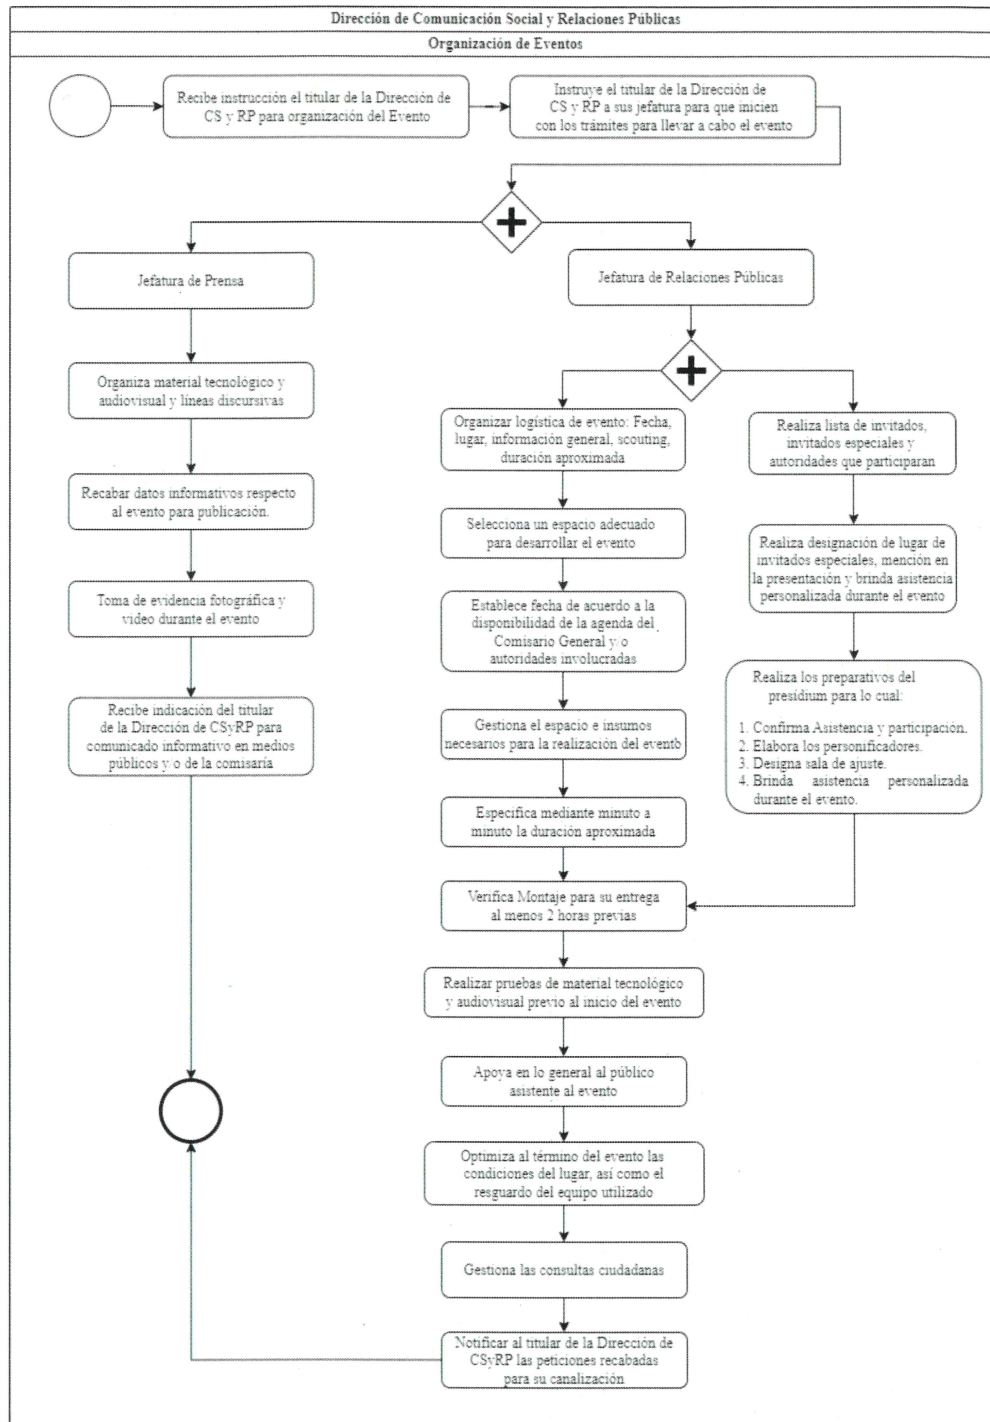 Dirección de Comunicación Social y Relaciones Públicas
Organización de Eventos
Recibe instrucción el titular de la Dirección de
CS y RP para organización del Evento
Instruye el titular de la Dirección de
CS y RP a sus jefatura para que inicien
con los trámites para llevar a cabo el evento
Jefatura de Prensa
Organiza material tecnológico y
audiovisual y líneas discursivas
Recabar datos informativos respecto
al evento para publicación.
Toma de evidencia fotográfica y
video durante el evento
Recibe indicación del titular
de la Dirección de CSyRP para
comunicado informativo en medios
públicos y/o de la comisaría
Jefatura de Relaciones Públicas
Organizar logística de evento: Fecha,
lugar, información general, scouting,
duración aproximada
Selecciona un espacio adecuado
para desarrollar el evento
Establece fecha de acuerdo a la
disponibilidad de la agenda del
Comisario General y/o
autoridades involucradas
Gestiona el espacio e insumos
necesarios para la realización del evento
Especifica mediante minuto a
minuto la duración aproximada
Realiza lista de invitados,
invitados especiales y
autoridades que participaran
Realiza designación de lugar de
invitados especiales, mención en
la presentación y brinda asistencia
personalizada durante el evento
Realiza los preparativos del
presidium para lo cual:
1. Confirma Asistencia y participación.
2. Elabora los personificadores.
3. Designa sala de ajuste.
4. Brinda asistencia personalizada
durante el evento.
Verifica Montaje para su entrega
al menos 2 horas previas
Realizar pruebas de material tecnológico
y audiovisual previo al inicio del evento
Apoya en lo general al público
asistente al evento
Optimiza al término del evento las
condiciones del lugar, así como el
resguardo del equipo utilizado
Gestiona las consultas ciudadanas
Notificar al titular de la Dirección de
CSyRP las peticiones recabadas
para su canalización